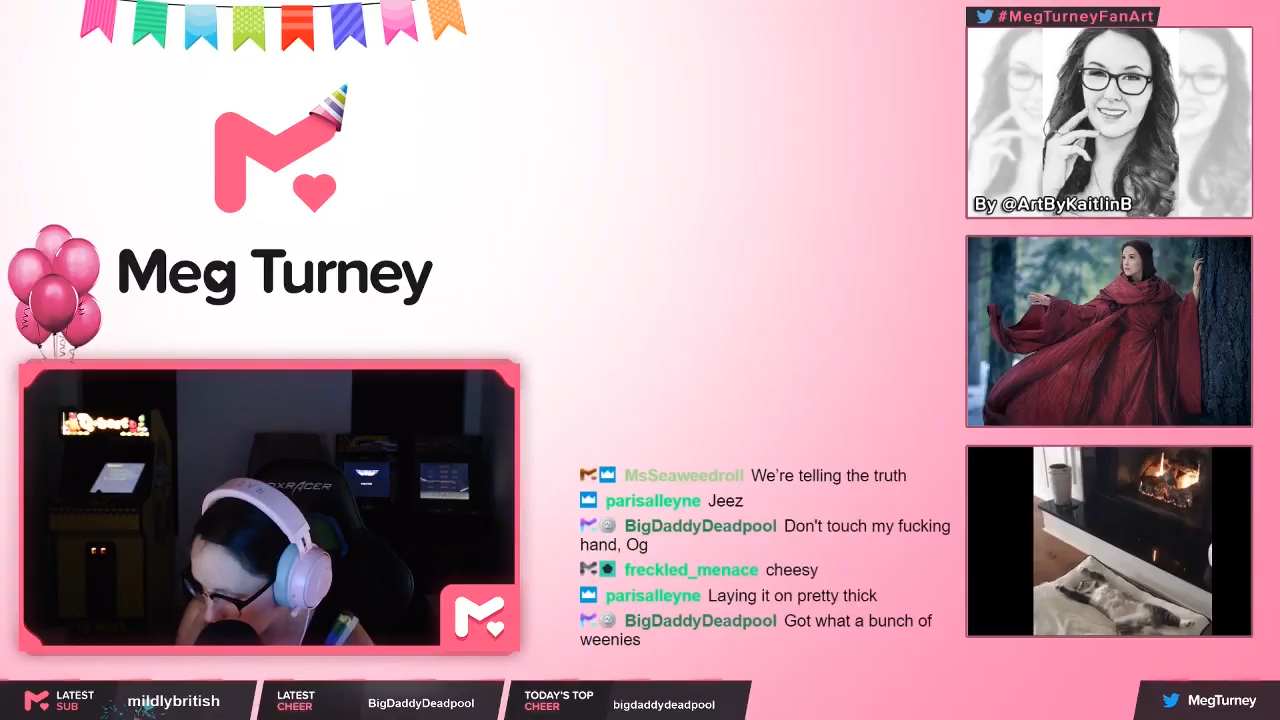 #MegTurneyFanArt
By @ArtByKaitlinB
Meg Turney
MsSeaweedroll We're telling the truth
parisalleyne Jeez
BigDaddyDeadpool Don't touch my fucking
hand, Og
freckled_menace cheesy
parisalleyne Laying it on pretty thick
BigDaddyDeadpool Got what a bunch of
weenies
LATEST
SUB
mildlybritish
LATEST
CHEER
BigDaddyDeadpool
TODAY'S TOP
CHEER
bigdaddydeadpool
MegTurney